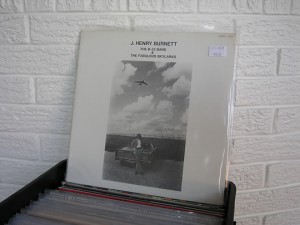 J. HENRY BURNETT
THE B-52 BAND
THE FABULOUS SKYLARKS